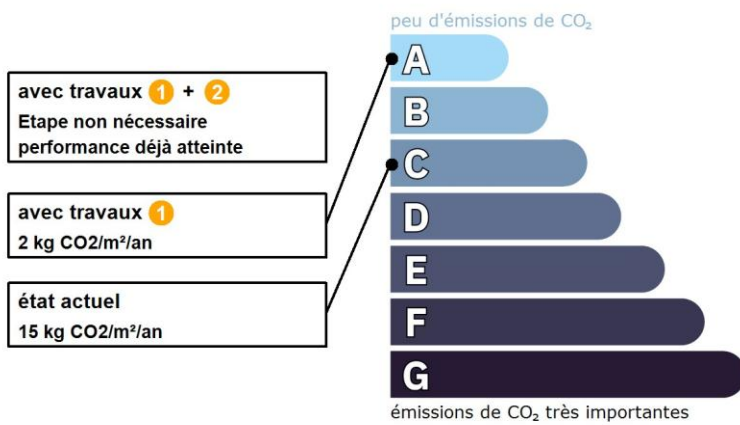 peu d'émissions de CO₂
avec travaux 1 + 2
Etape non nécessaire
performance déjà atteinte
avec travaux 1
2 kg CO2/m²/an
état actuel
15 kg CO2/m²/an
A
B
C
D
E
F
G
émissions de CO₂ très importantes